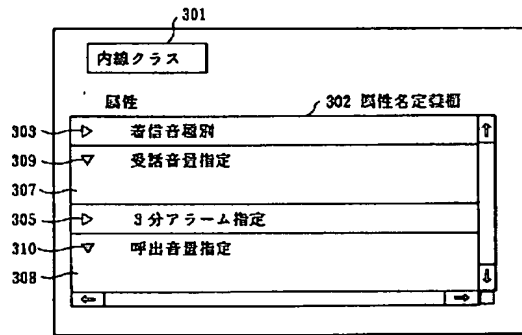 301
内線クラス
属性
302 属性名定義欄
303
着信音種別
309
受話音量指定
307
305
3分アラーム指定
310
呼出音量指定
308